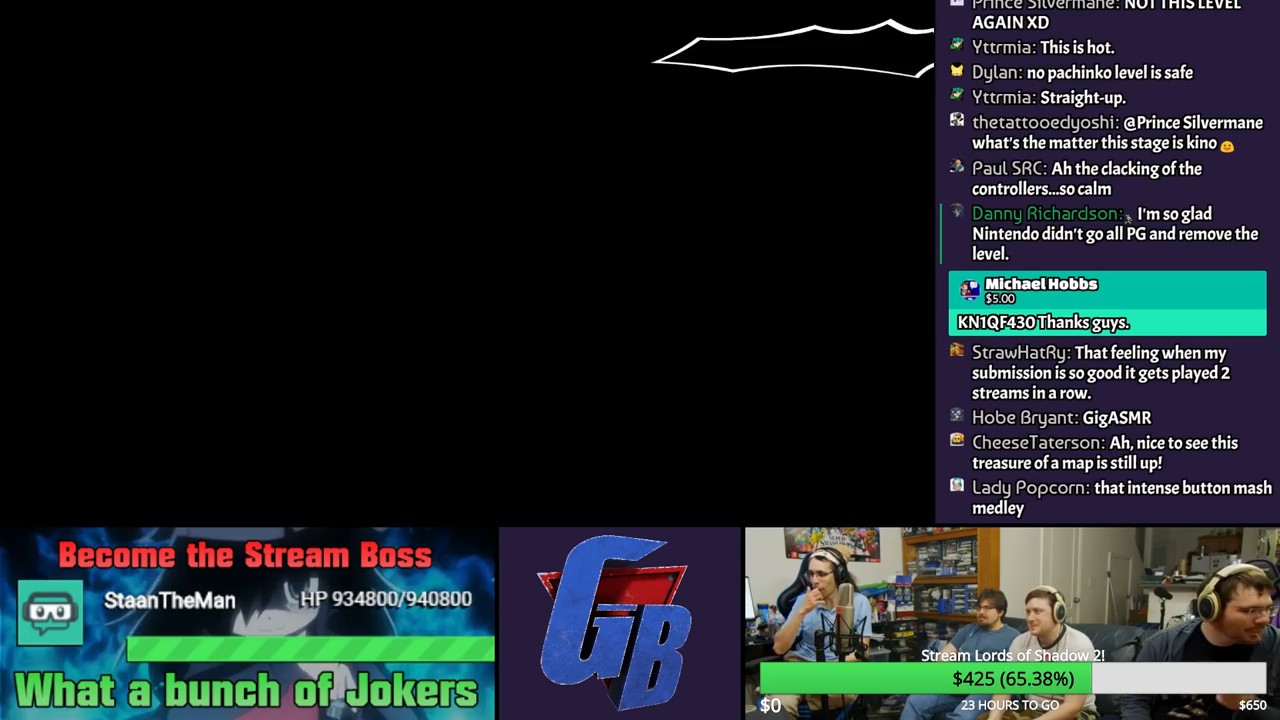 Prince Silvermane: NOT THIS LEVEL
AGAIN XD
Yttrmia: This is hot.
Dylan: no pachinko level is safe
Yttrmia: Straight-up.
thetattooedyoshi: @Prince Silvermane
what's the matter this stage is kino
Paul SRC: Ah the clacking of the
controllers...so calm
Danny Richardson: I'm so glad
Nintendo didn't go all PG and remove the
level.
Michael Hobbs
$5.00
KN1QF430 Thanks guys.
StrawHatRy: That feeling when my
submission is so good it gets played 2
streams in a row.
Hobe Bryant: GigASMR
CheeseTaterson: Ah, nice to see this
treasure of a map is still up!
Lady Popcorn: that intense button mash
medley
Become the Stream Boss
StaanTheMan HP 934800/940800
What a bunch of Jokers
GB
Stream Lords of Shadow 2!
$425 (65.38%)
$0 23 HOURS TO GO $650